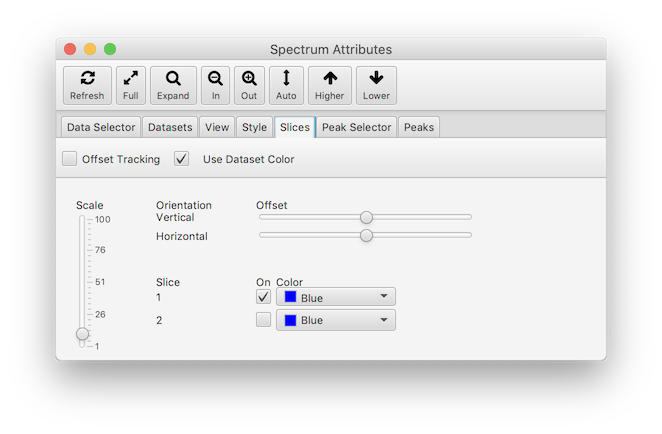 Spectrum Attributes
Refresh Full Expand In Out Auto Higher Lower
Data Selector Datasets View Style Slices Peak Selector Peaks
Offset Tracking Use Dataset Color
Scale Orientation Offset
100 Vertical
Horizontal
76
51
Slice On Color
1 Blue
26
2 Blue
1